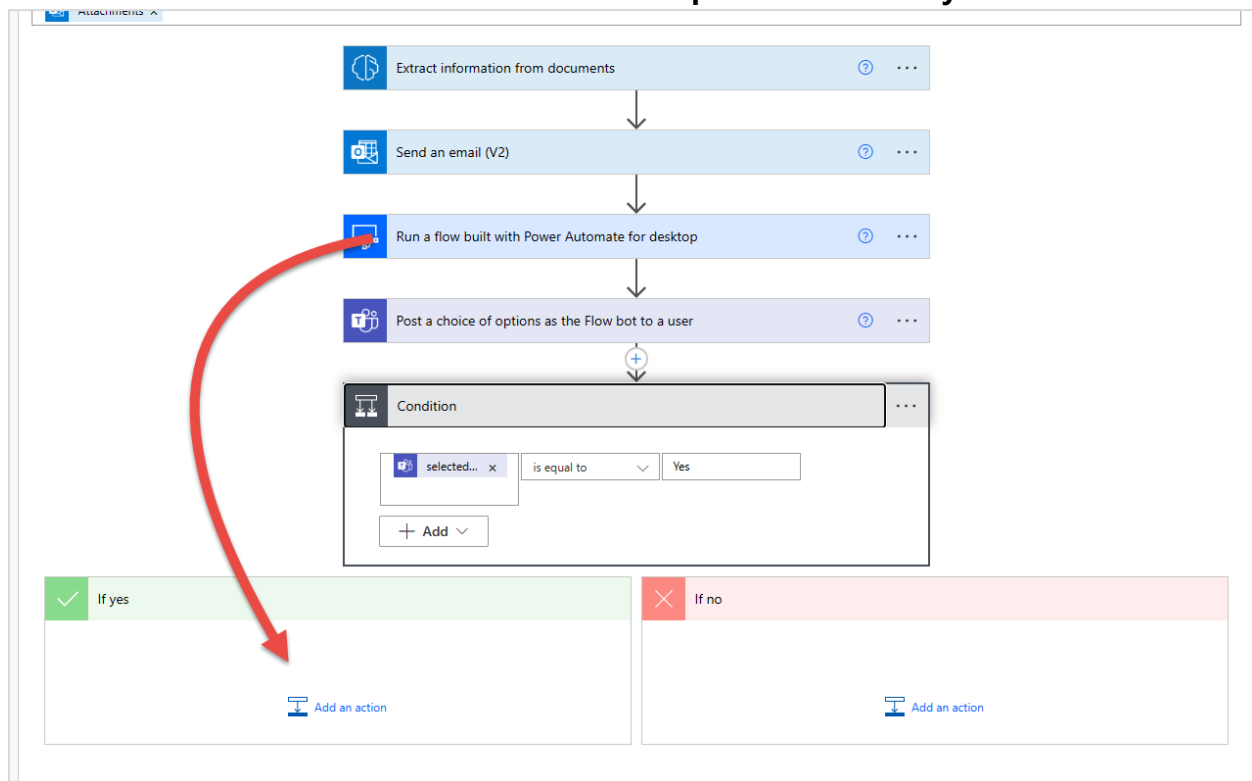 Attachments ×
Extract information from documents
Send an email (V2)
Run a flow built with Power Automate for desktop
Post a choice of options as the Flow bot to a user
Condition
selected... × is equal to Yes
+ Add
If yes If no
Add an action Add an action